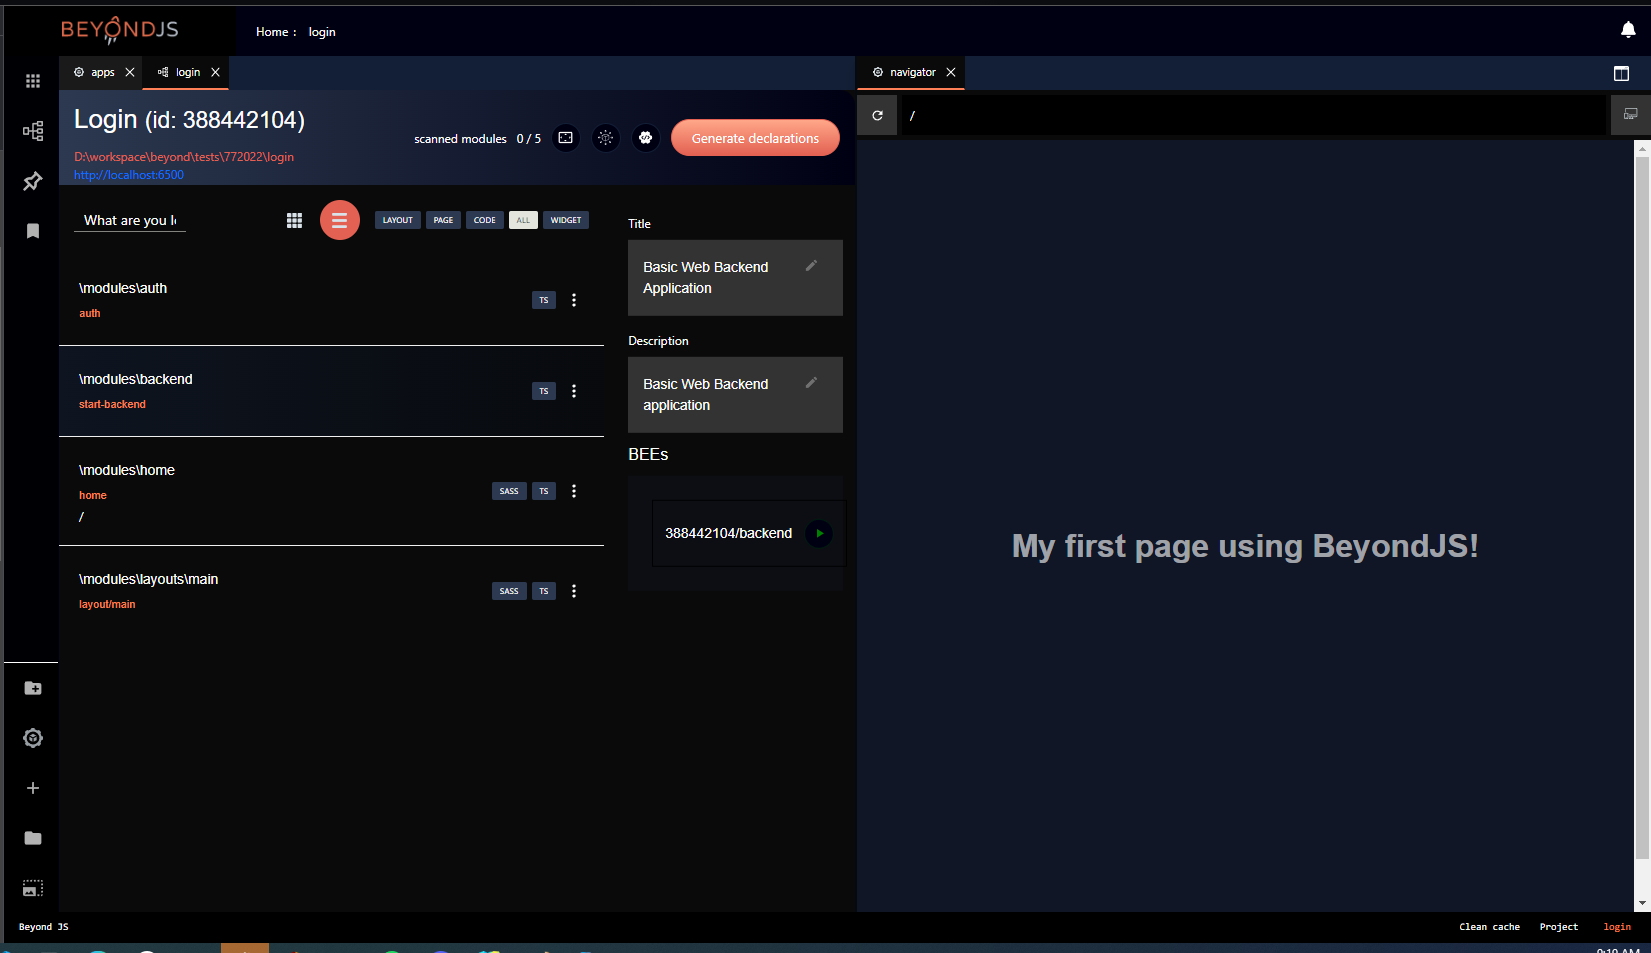 BEYONDJS
Home : login
apps
login
navigator
Login (id: 388442104)
D:\workspace\beyond\tests\772022\login
http://localhost:6500
scanned modules 0 / 5
Generate declarations
/
What are you
LAYOUT
PAGE
CODE
ALL
WIDGET
\modules\auth
auth
TS
\modules\backend
start-backend
TS
\modules\home
home
/
SASS
TS
\modules\layouts\main
layout/main
SASS
TS
Title
Basic Web Backend
Application
Description
Basic Web Backend
application
BEEs
388442104/backend
My first page using BeyondJS!
Beyond JS
Clean cache
Project
login